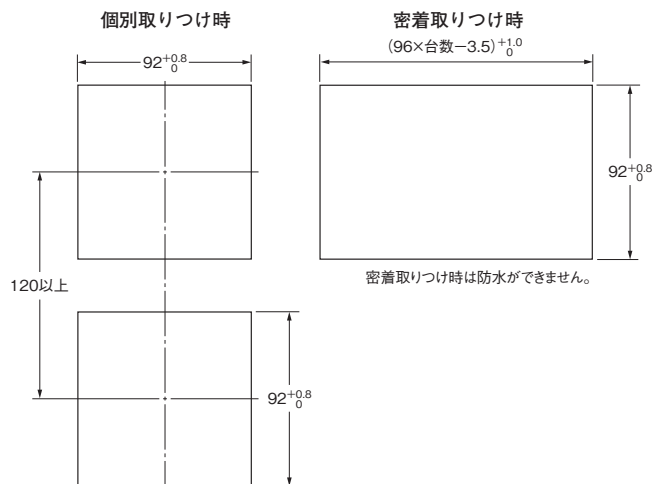 個別取りつけ時
92+0.8 0
120以上
92+0.8 0
密着取りつけ時
(96×台数−3.5)+1.0 0
92+0.8 0
密着取りつけ時は防水ができません。